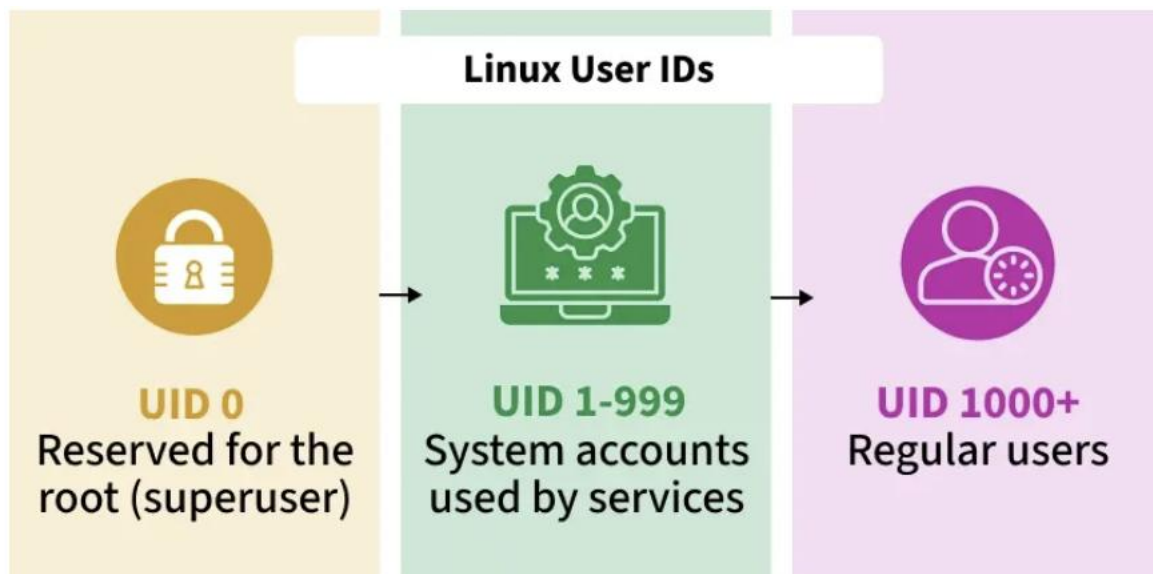 Linux User IDs
UID 0
Reserved for the
root (superuser)
UID 1-999
System accounts
used by services
UID 1000+
Regular users